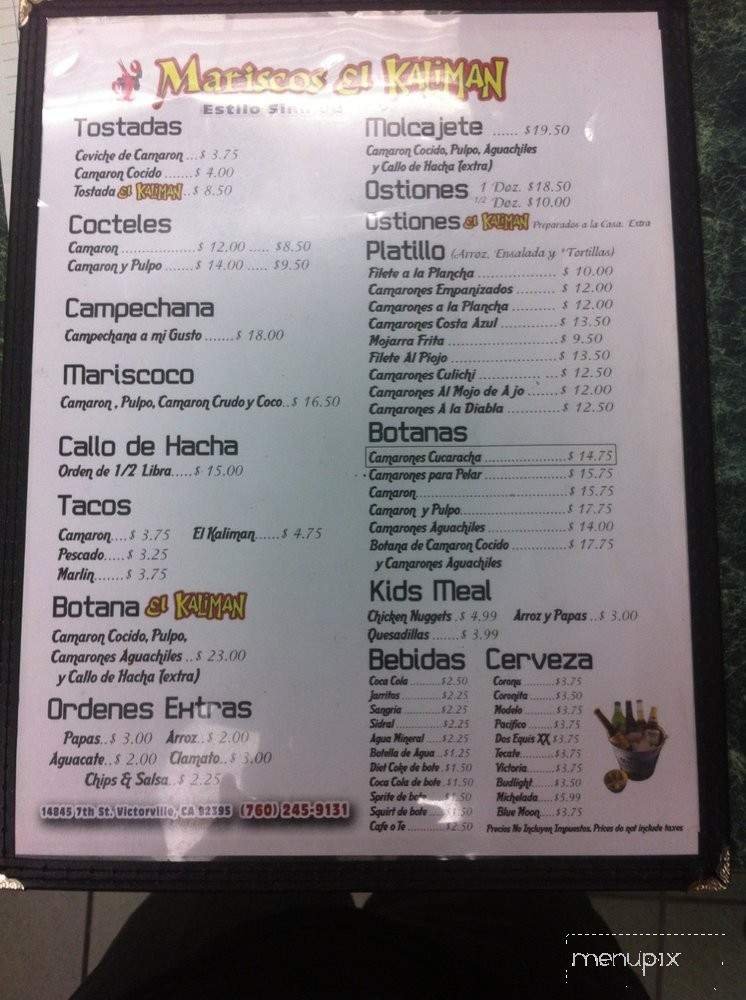 Mariscos El KALIMAN
Estilo
Tostadas
Ceviche de Camaron ...$ 3.75
Camaron Cocido .......$ 4.00
Tostada El KALIMAN..$ 8.50
Cocteles
Camaron.................$ 12.00 ..... $8.50
Camaron y Pulpo .......$ 14.00 ..... $9.50
Campechana
Campechana a mi Gusto .......$ 18.00
Mariscoco
Camaron , Pulpo, Camaron Crudo y Coco..$ 16.50
Callo de Hacha
Orden de 1/2 Libra.....$ 15.00
Tacos
Camaron....$ 3.75 El Kaliman......$ 4.75
Pescado.....$ 3.25
Marlin.......$ 3.75
Botana El KALIMAN
Camaron Cocido, Pulpo,
Camarones Aguachiles ..$ 23.00
y Callo de Hacha (extra)
Ordenes Extras
Papas..$ 3.00 Arroz..$ 2.00
Aguacate..$ 2.00 Clamato..$ 3.00
Chips & Salsa..$ 2.25
14845 7th St. Victorville, CA 92395 (760) 245-9131
Molcajete ...... $19.50
Camaron Cocido, Pulpo, Aguachiles
y Callo de Hacha (extra)
Ostiones 1 Doz. $18.50
1/2 Doz. $10.00
Ostiones El KALIMAN Preparados a la Casa. Extra
Platillo (Arroz, Ensalada y *Tortillas)
Filete a la Plancha ................ $ 10.00
Camarones Empanizados ......... $ 12.00
Camarones a la Plancha .......... $ 12.00
Camarones Costa Azul .............$ 13.50
Mojarra Frita .........................$ 9.50
Filete Al Piojo ........................$ 13.50
Camarones Culichi .................$ 12.50
Camarones Al Mojo de Ajo .......$ 12.00
Camarones A la Diabla ............$ 12.50
Botanas
Camarones Cucaracha ...................$ 14.75
Camarones para Pelar ...................$ 15.75
Camaron...................................$ 15.75
Camaron y Pulpo........................$ 17.75
Camarones Aguachiles .................$ 14.00
Botana de Camaron Cocido ............$ 17.75
y Camarones Aguachiles
Kids Meal
Chicken Nuggets .$ 4.99 Arroz y Papas ..$ 3.00
Quesadillas ......$ 3.99
Bebidas Cerveza
Coca Cola .........$2.50 Corona .......$3.75
Jarritos ............$2.25 Coronita .....$3.50
Sangria ............$2.25 Modelo .......$3.75
Sidral ..............$2.25 Pacifico ......$3.75
Agua Mineral .....$2.25 Dos Equis XX $3.75
Botella de Agua ..$1.25 Tecate.........$3.75
Diet Coke de bote .$1.50 Victoria.......$3.75
Coca Cola de bote .$1.50 Budlight......$3.50
Sprite de bote $1.50 Michelada....$5.99
Squirt de bote $1.50 Blue Moon....$3.75
Cafe o Te ..........$2.50 Precios No Incluyen Impuestos. Prices do not include taxes
menupix